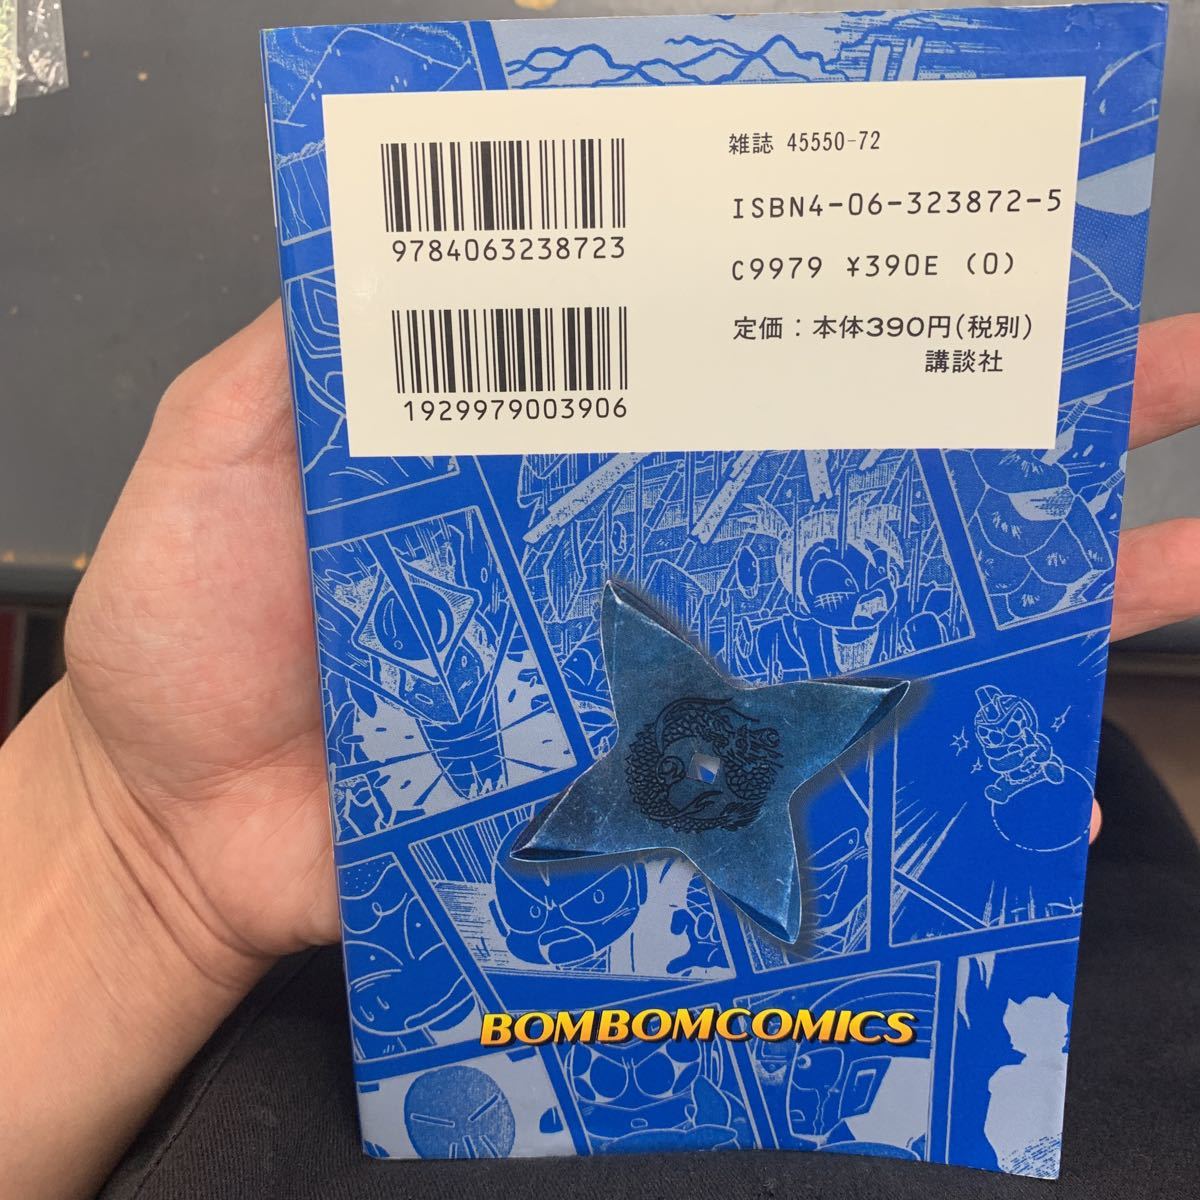 雑誌 45550-72
9784063238723
ISBN4-06-323872-5
C9979 ¥390E (0)
1929979003906
定価：本体390円(税別)
講談社
BOMBOMCOMICS